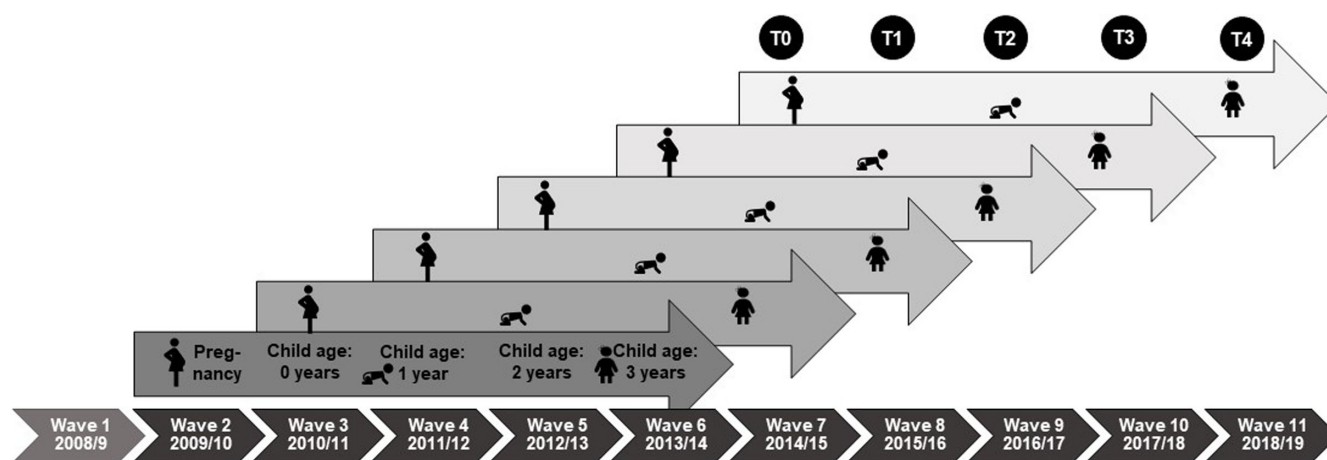 T0 T1 T2 T3 T4
Preg-
nancy
Child age:
0 years
Child age:
1 year
Child age:
2 years
Child age:
3 years
Wave 1
2008/9
Wave 2
2009/10
Wave 3
2010/11
Wave 4
2011/12
Wave 5
2012/13
Wave 6
2013/14
Wave 7
2014/15
Wave 8
2015/16
Wave 9
2016/17
Wave 10
2017/18
Wave 11
2018/19